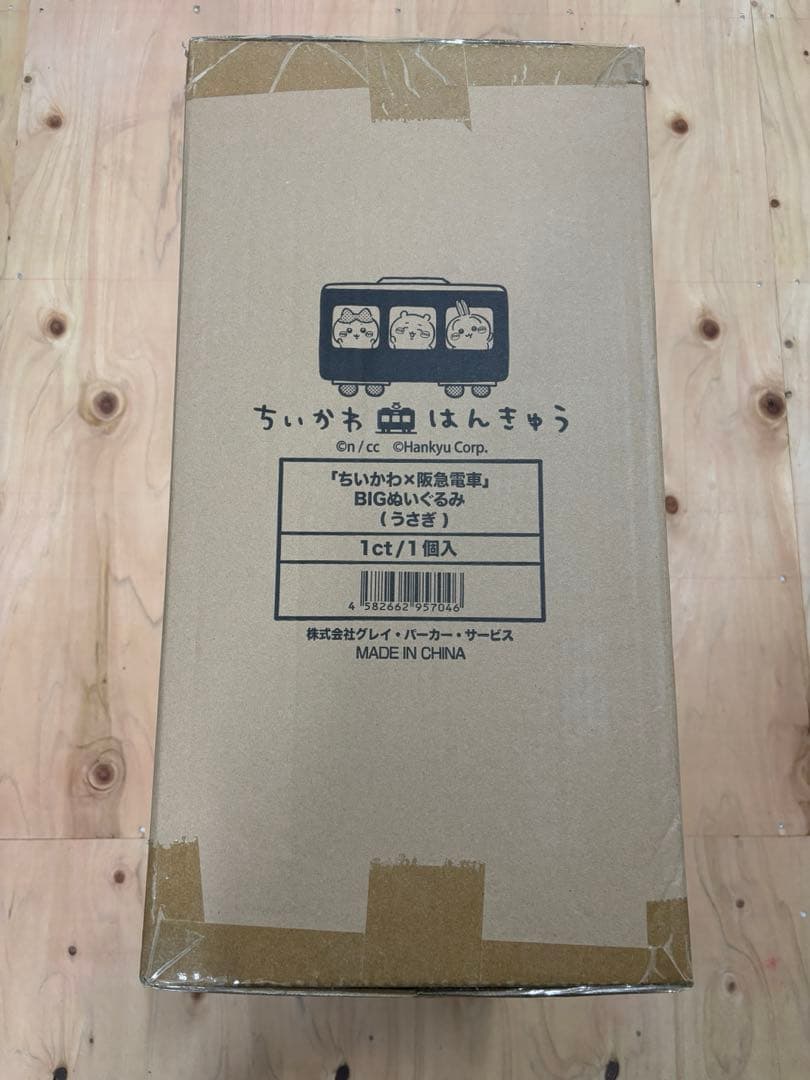 ちいかわ はんきゅう
©n / cc ©Hankyu Corp.
「ちいかわ×阪急電車」
BIGぬいぐるみ
(うさぎ)
1ct/1個入
4 582662 957046
株式会社グレイ・パーカー・サービス
MADE IN CHINA